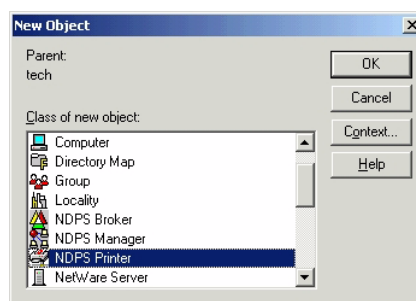 New Object
Parent:
tech
Class of new object:
Computer
Directory Map
Group
Locality
NDPS Broker
NDPS Manager
NDPS Printer
NetWare Server
OK
Cancel
Context...
Help